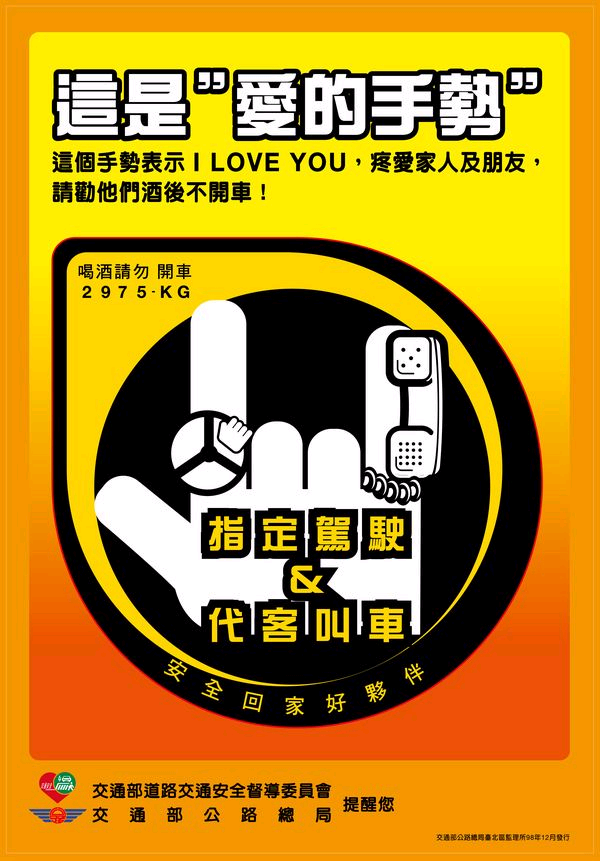 這是”愛的手勢”
這個手勢表示 I LOVE YOU，疼愛家人及朋友，
請勸他們酒後不開車！
喝酒請勿 開車
2975-KG
指定駕駛
&
代客叫車
安全回家好夥伴
交通部道路交通安全督導委員會
交通部公路總局
提醒您
交通部公路總局臺北區監理所98年12月發行